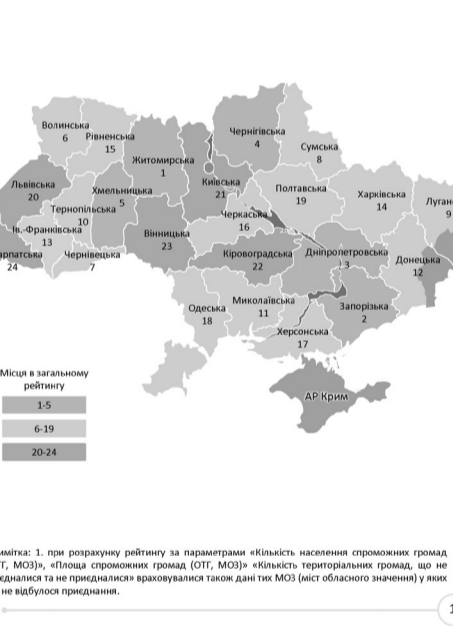 Волинська
6
Рівненська
15
Житомирська
1
Чернігівська
4
Сумська
8
Київська
21
Львівська
20
Тернопільська
10
Хмельницька
5
Ів.-Франківська
13
арпатська
24
Чернівецька
7
Вінницька
23
Черкаська
16
Полтавська
19
Харківська
14
Луган
9
Кіровоградська
22
Дніпропетровська
3
Донецька
12
Одеська
18
Миколаївська
11
Запорізька
2
Херсонська
17
АР Крим
Місця в загальному
рейтингу
1-5
6-19
20-24
имітка: 1. при розрахунку рейтингу за параметрами «Кількість населення спроможних громад
Г, МОЗ)», «Площа спроможних громад (ОТГ, МОЗ)» «Кількість територіальних громад, що не
єдналися та не приєдналися» враховувалися також дані тих МОЗ (міст обласного значення) у яких
не відбулося приєднання.
1